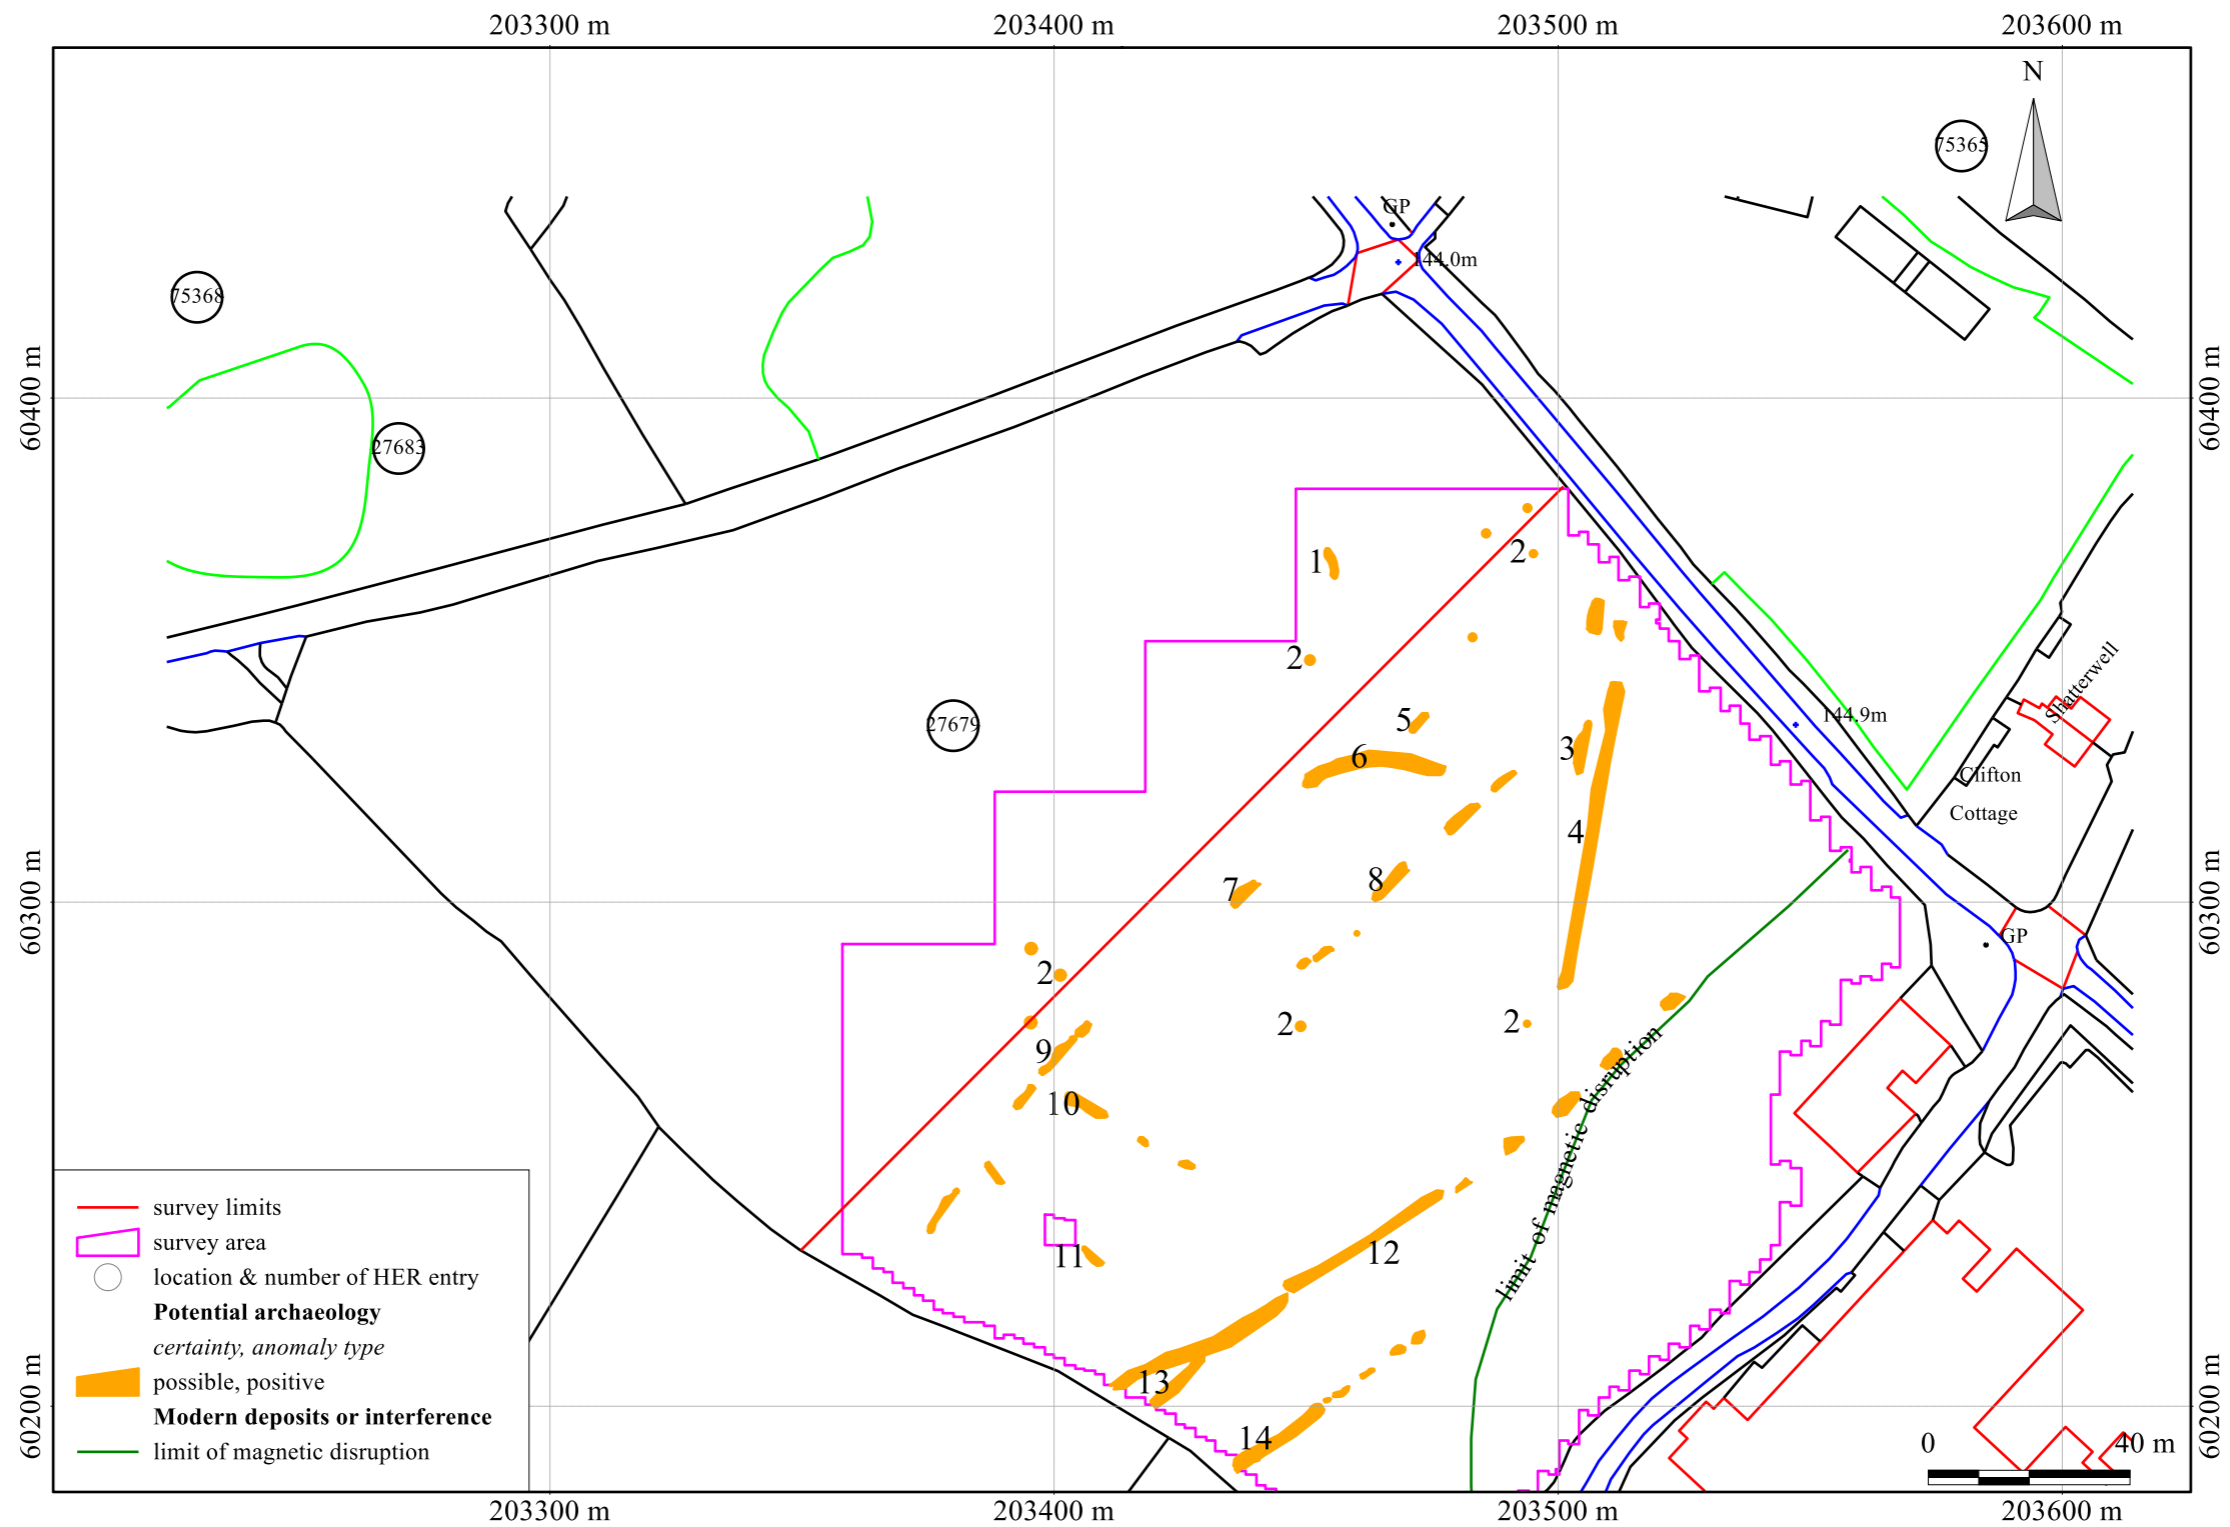 203300 m
203400 m
203500 m
203600 m
N
75365
GP
144.0m
75368
60400 m
60400 m
27683
1
2
2
Shatterwell
27679
5
3
144.9m
6
Clifton
Cottage
4
7
8
60300 m
60300 m
GP
2
2
2
9
10
limit of magnetic disruption
11
12
13
14
survey limits
survey area
location & number of HER entry
Potential archaeology
certainty, anomaly type
possible, positive
Modern deposits or interference
limit of magnetic disruption
60200 m
60200 m
0
40 m
203300 m
203400 m
203500 m
203600 m